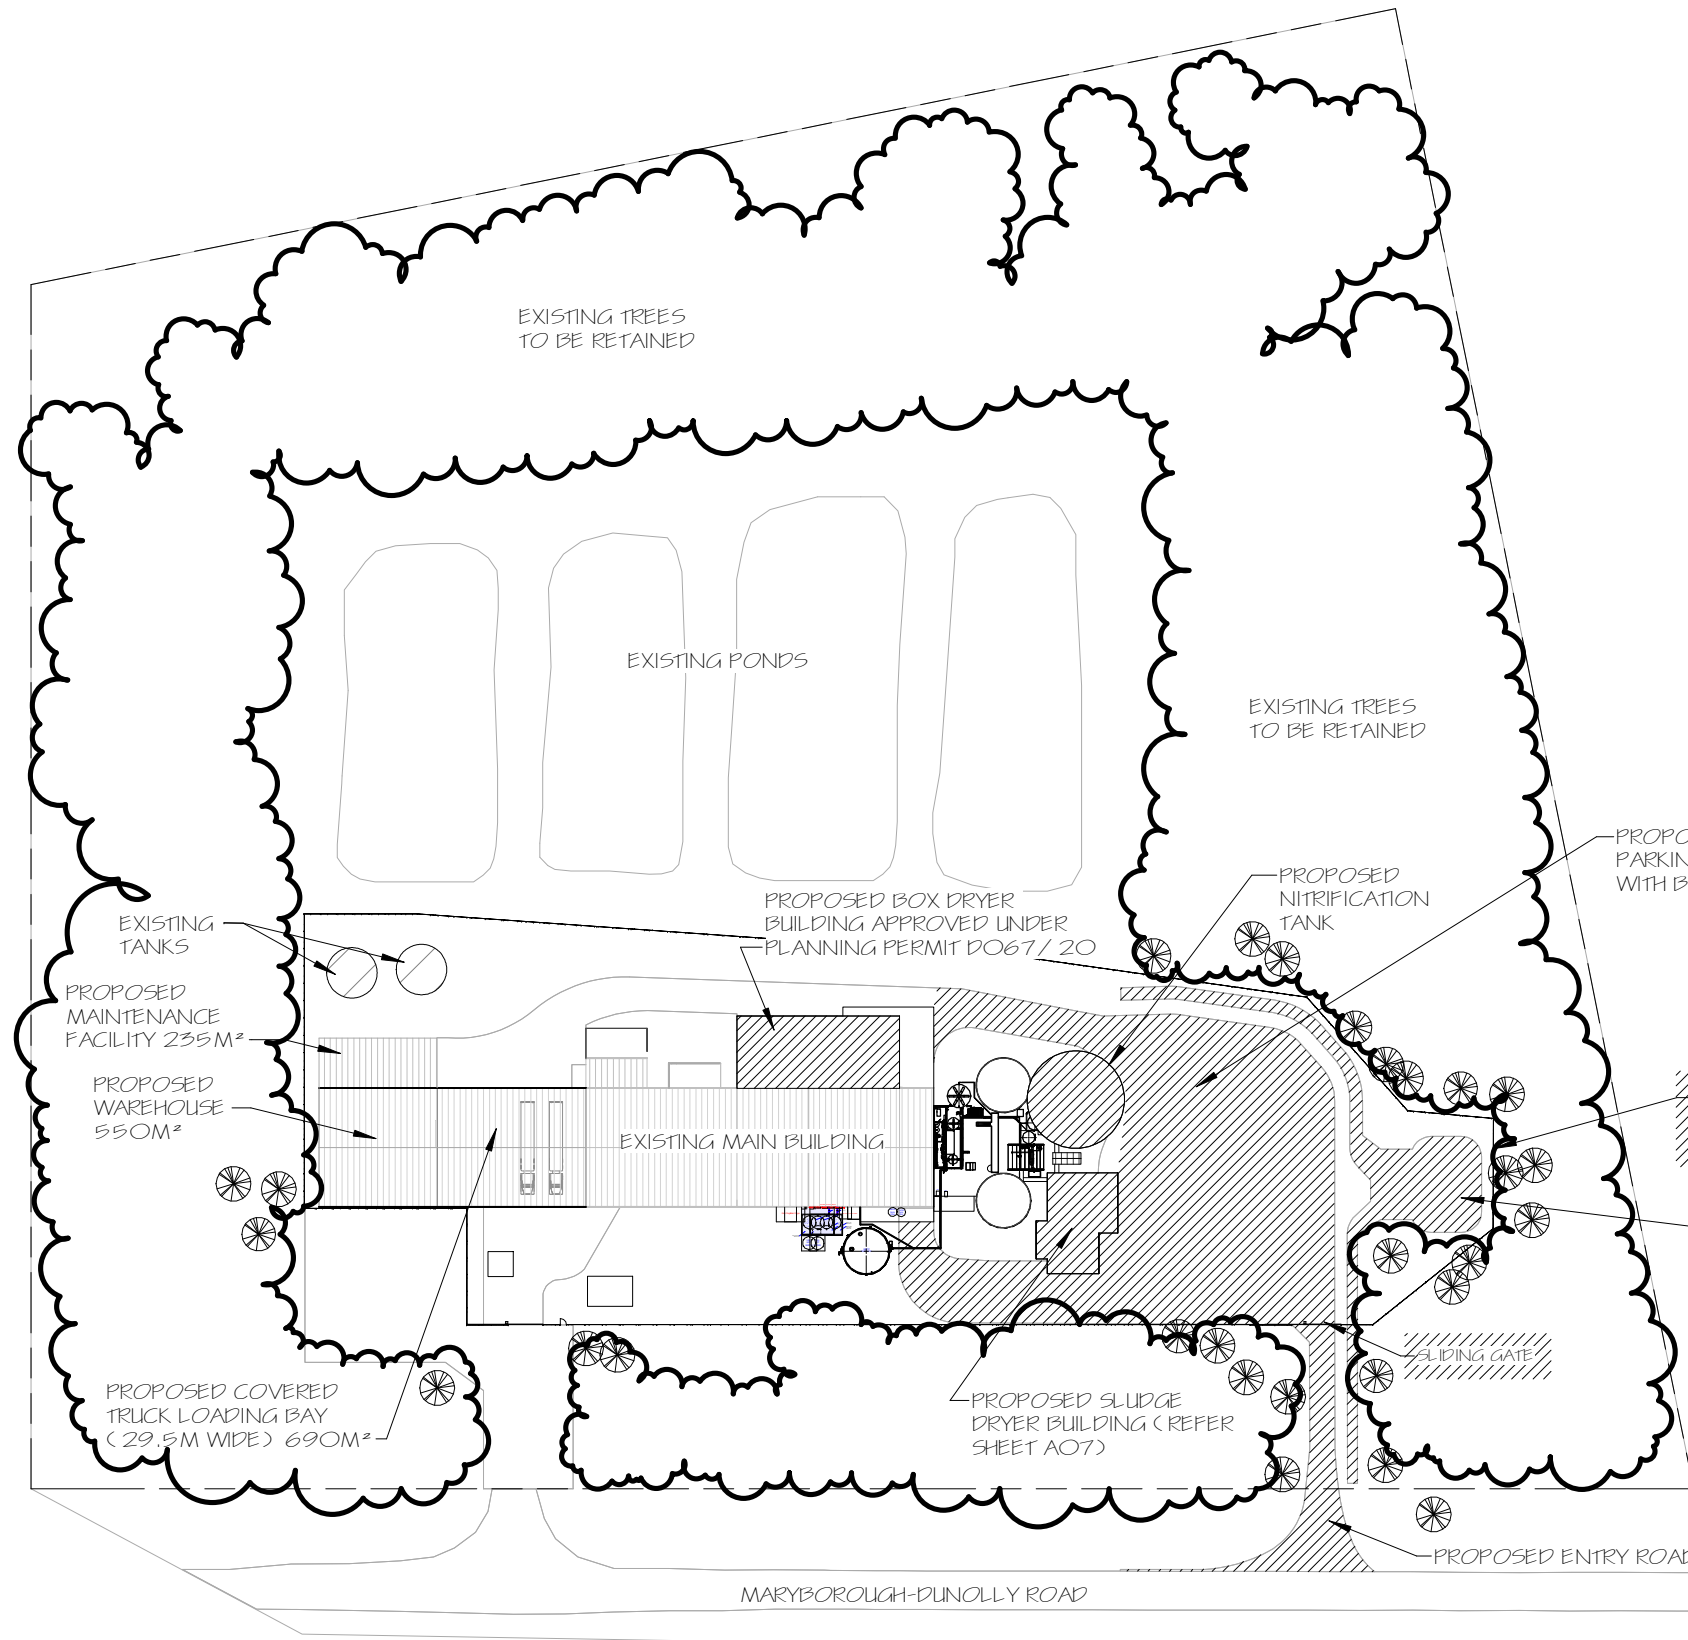 EXISTING TREES
TO BE RETAINED
EXISTING PONDS
EXISTING TREES
TO BE RETAINED
PROPOSED
NITRIFICATION
TANK
PROPOSED BOX DRYER
BUILDING APPROVED UNDER
PLANNING PERMIT D067/20
EXISTING
TANKS
PROPOSED
MAINTENANCE
FACILITY 235M²
PROPOSED
WAREHOUSE
550M²
EXISTING MAIN BUILDING
SLIDING GATE
PROPOSED COVERED
TRUCK LOADING BAY
(29.5M WIDE) 690M²
PROPOSED SLUDGE
DRYER BUILDING (REFER
SHEET A07)
WITH B
PROPOSED ENTRY ROAD
MARYBOROUGH-DUNOLLY ROAD